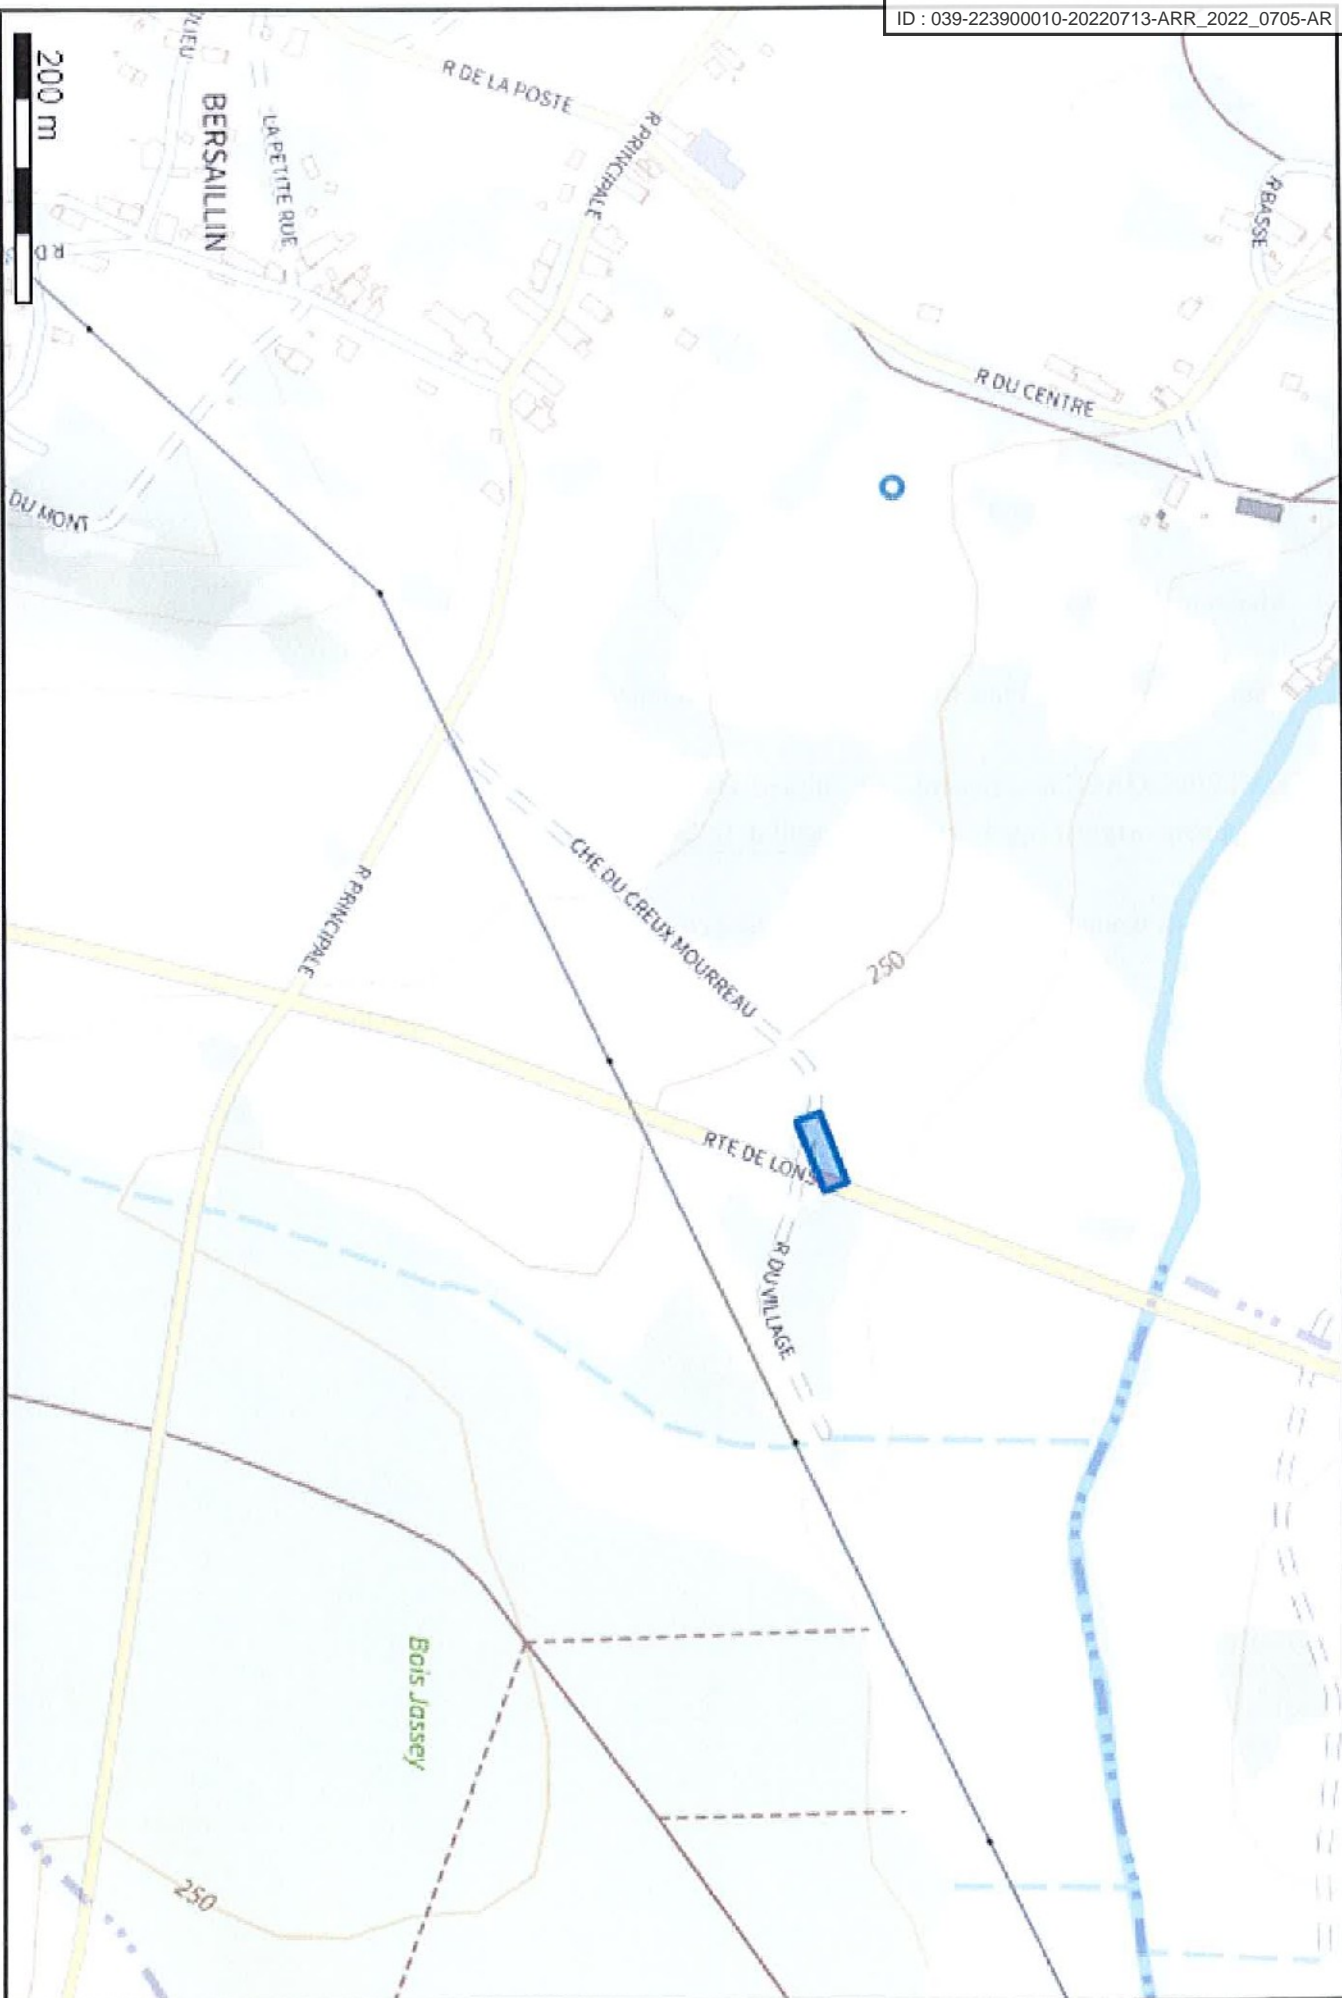 ID : 039-223900010-20220713-ARR_2022_0705-AR
200 m
BERSAILLIN
LA PETITE RUE
R DE LA POSTE
R PRINCIPALE
R BASSE
R DU CENTRE
DU MONT
CHE DU CREUX MOURREAU
R PRINCIPALE
250
RTE DE LONS
R DU VILLAGE
Bois Jassey
250